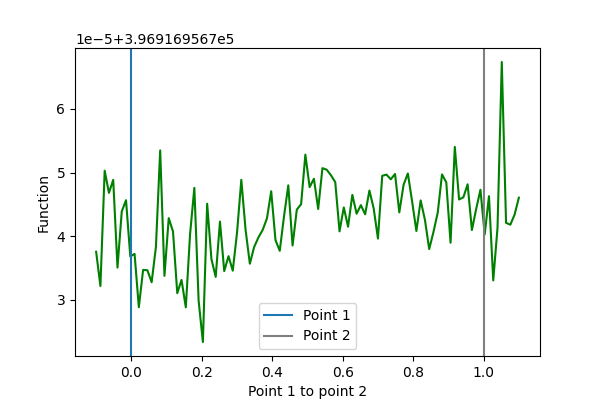 1e−5+3.969169567e5
6
5
4
3
Function
0.0 0.2 0.4 0.6 0.8 1.0
Point 1 to point 2
Point 1
Point 2